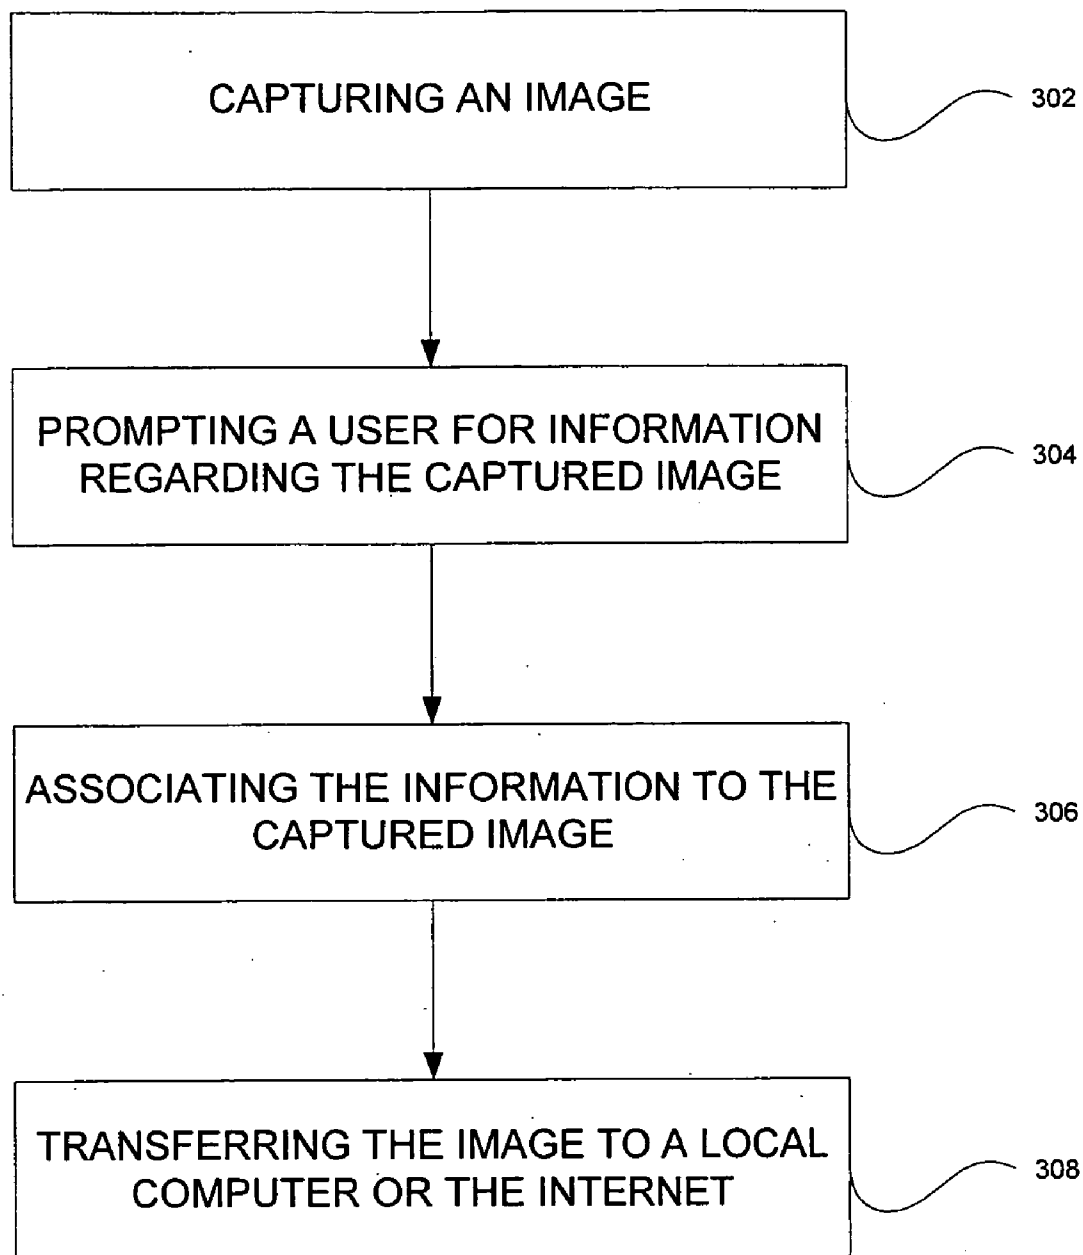 CAPTURING AN IMAGE
302
PROMPTING A USER FOR INFORMATION
REGARDING THE CAPTURED IMAGE
304
ASSOCIATING THE INFORMATION TO THE
CAPTURED IMAGE
306
TRANSFERRING THE IMAGE TO A LOCAL
COMPUTER OR THE INTERNET
308